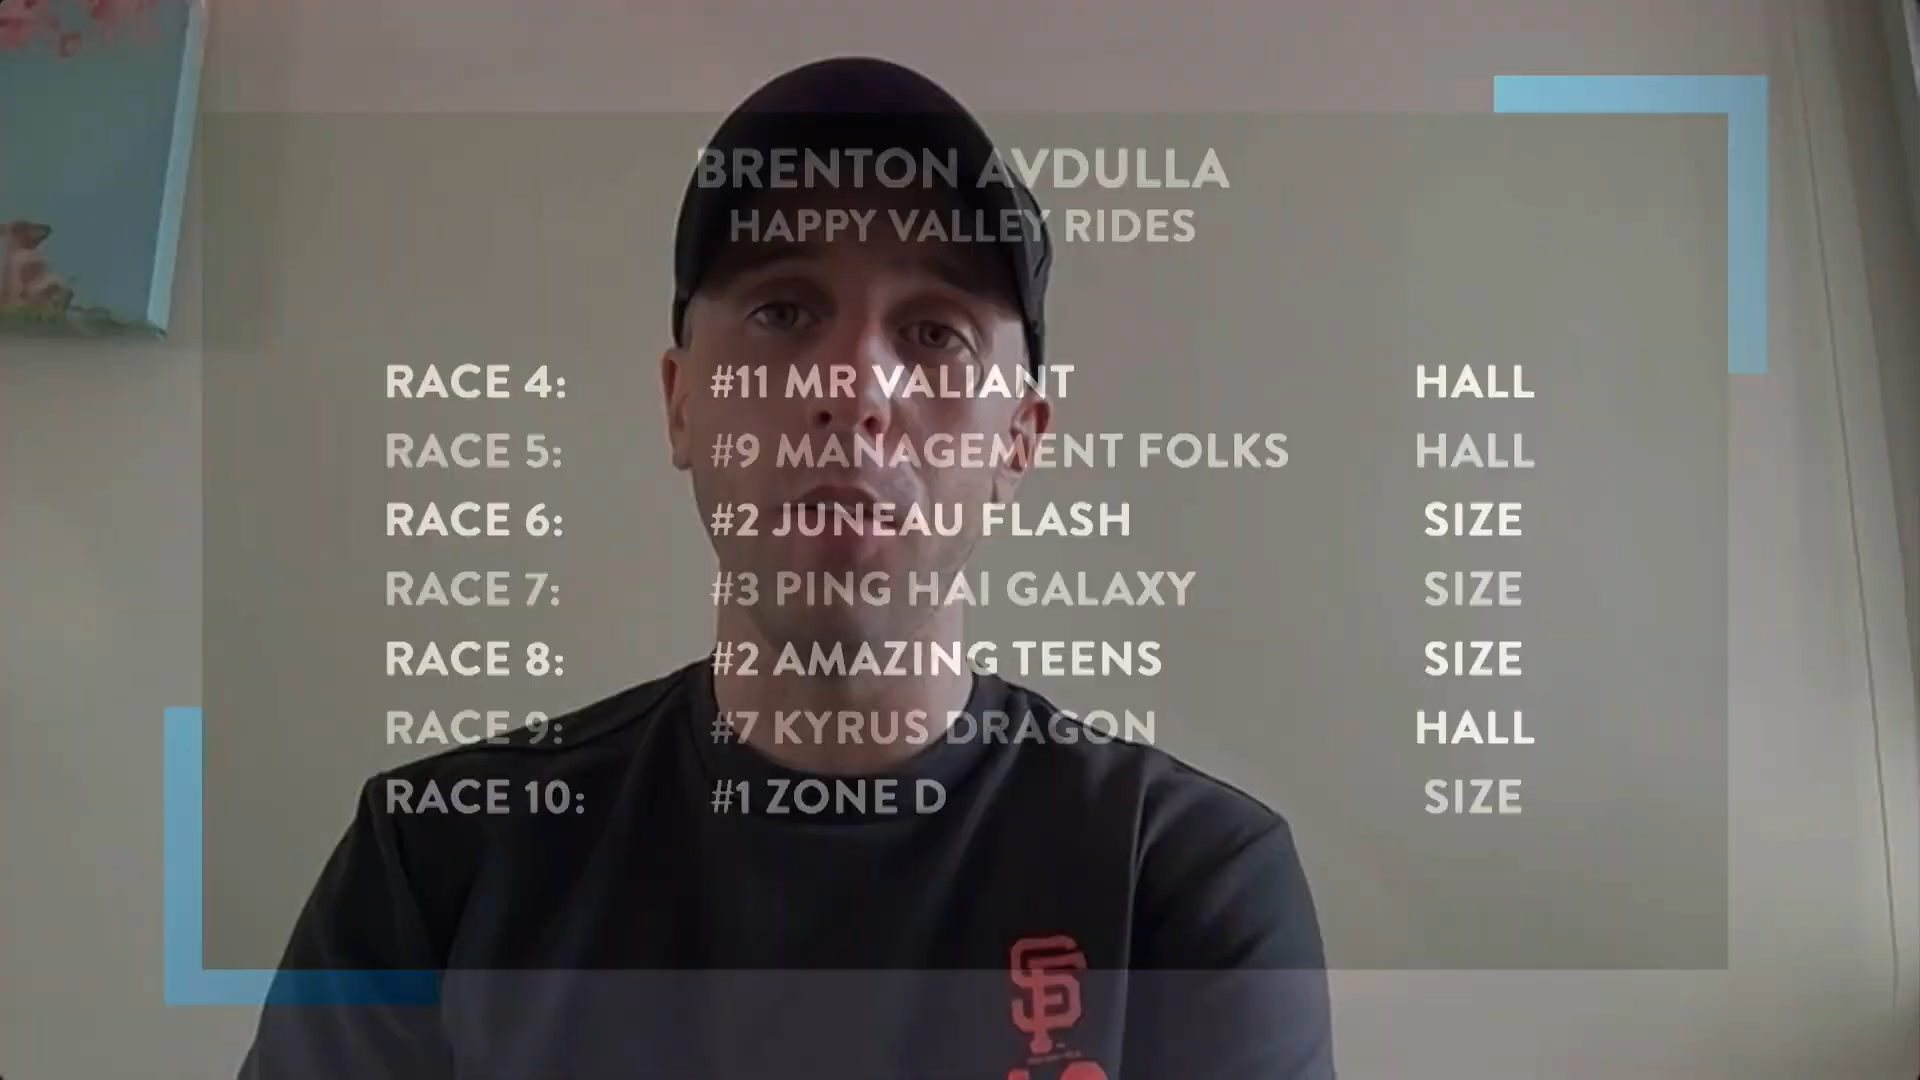 BRENTON AVDULLA
HAPPY VALLEY RIDES
RACE 4: #11 MR VALIANT HALL
RACE 5: #9 MANAGEMENT FOLKS HALL
RACE 6: #2 JUNEAU FLASH SIZE
RACE 7: #3 PING HAI GALAXY SIZE
RACE 8: #2 AMAZING TEENS SIZE
RACE 9: #7 KYRUS DRAGON HALL
RACE 10: #1 ZONE D SIZE
SF